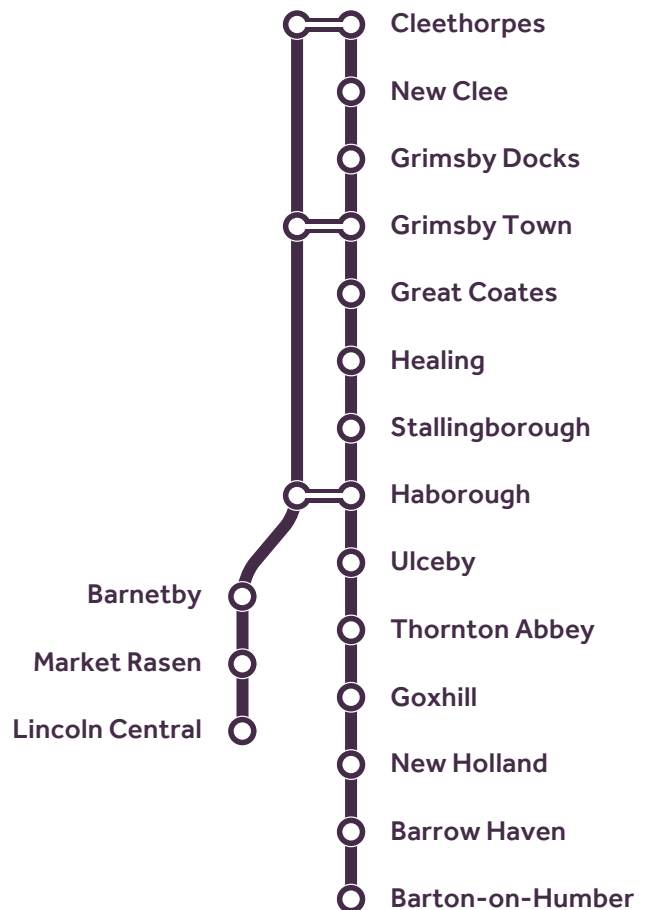 Cleethorpes
New Clee
Grimsby Docks
Grimsby Town
Great Coates
Healing
Stallingborough
Haborough
Ulceby
Barnetby
Thornton Abbey
Market Rasen
Goxhill
Lincoln Central
New Holland
Barrow Haven
Barton-on-Humber